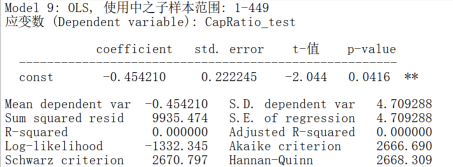 Model 9: OLS, 使用中之子样本范围: 1-449
应变数 (Dependent variable): CapRatio_test
coefficient std. error t-值 p-value
const -0.454210 0.222245 -2.044 0.0416 **
Mean dependent var -0.454210 S.D. dependent var 4.709288
Sum squared resid 9935.474 S.E. of regression 4.709288
R-squared 0.000000 Adjusted R-squared 0.000000
Log-likelihood -1332.345 Akaike criterion 2666.690
Schwarz criterion 2670.797 Hannan-Quinn 2668.309